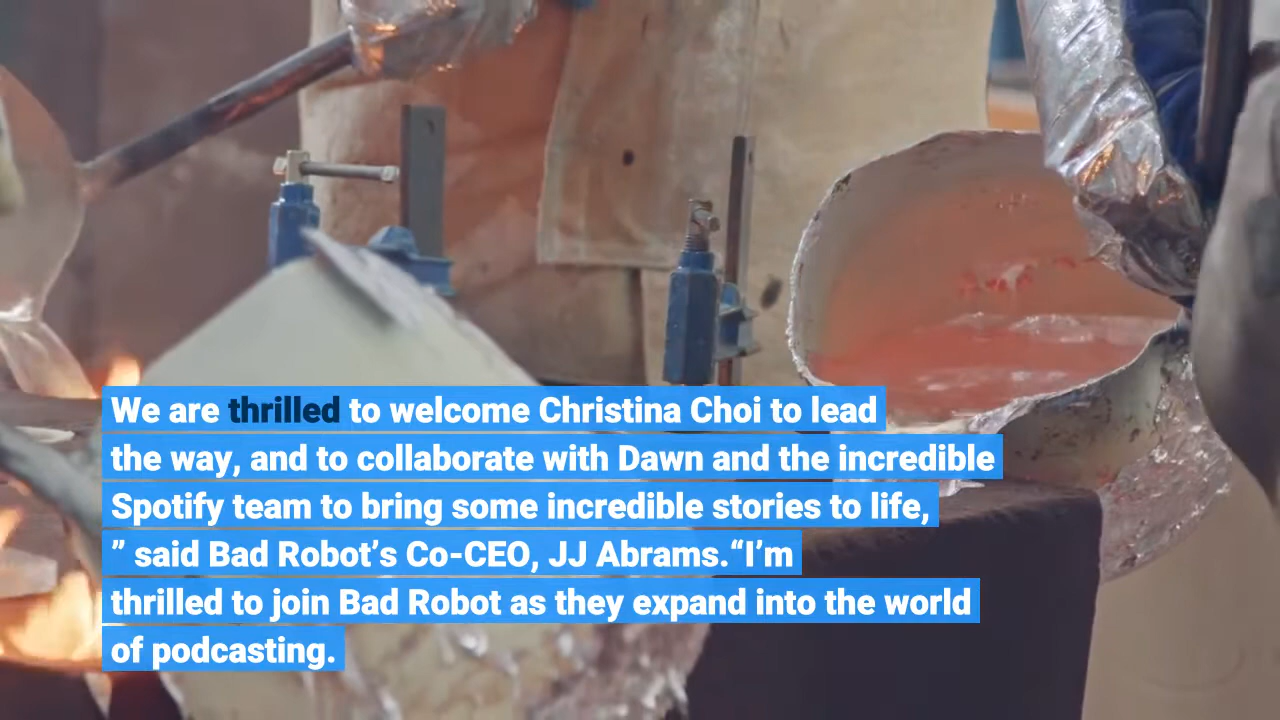 We are thrilled to welcome Christina Choi to lead
the way, and to collaborate with Dawn and the incredible
Spotify team to bring some incredible stories to life,
” said Bad Robot’s Co-CEO, JJ Abrams.“I’m
thrilled to join Bad Robot as they expand into the world
of podcasting.